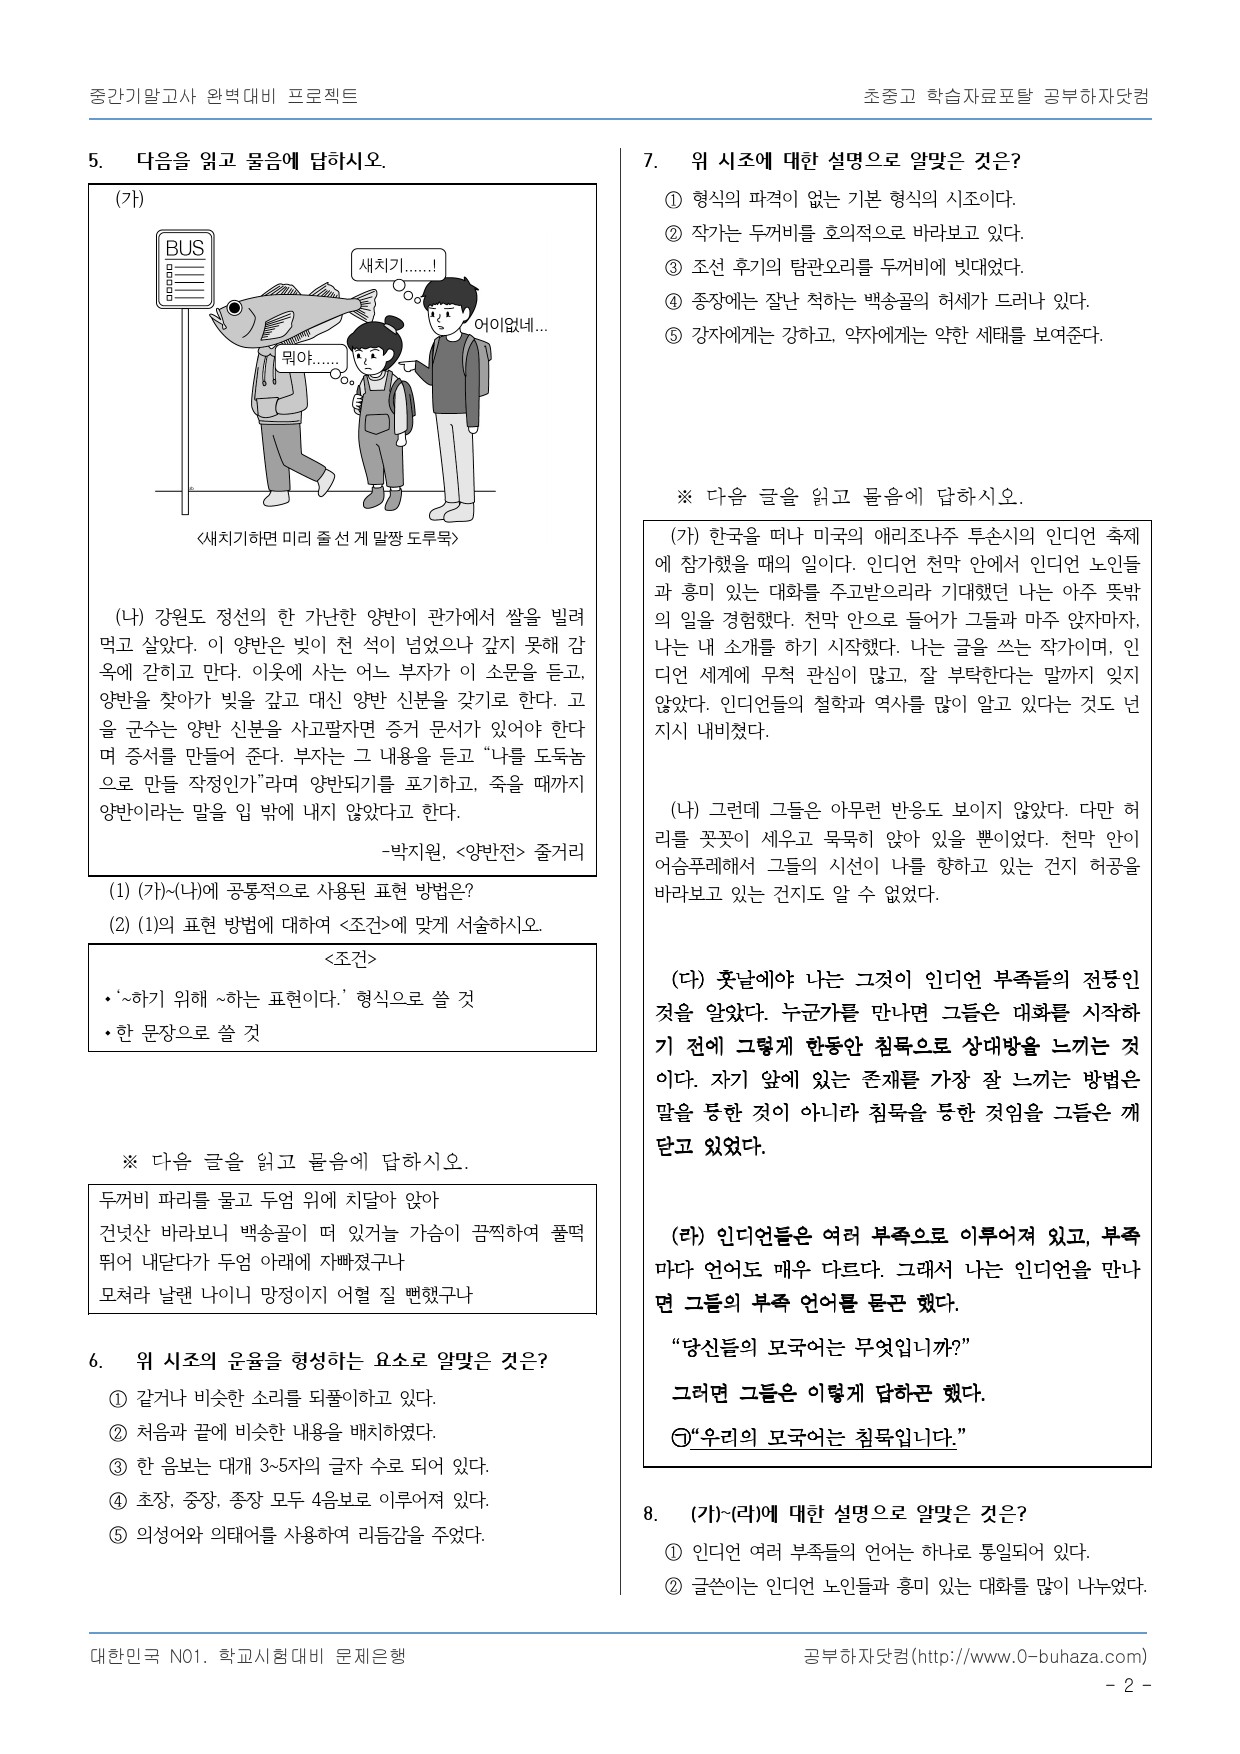 중간기말고사 완벽대비 프로젝트
초중고 학습자료포탈 공부하자닷컴
5. 다음을 읽고 물음에 답하시오.
(가)
BUS
새치기......!
어이없네...
뭐야......
<새치기하면 미리 줄 선 게 말짱 도루묵>
(나) 강원도 정선의 한 가난한 양반이 관가에서 쌀을 빌려
먹고 살았다. 이 양반은 빚이 천 석이 넘었으나 갚지 못해 감
옥에 갇히고 만다. 이웃에 사는 어느 부자가 이 소문을 듣고,
양반을 찾아가 빚을 갚고 대신 양반 신분을 갖기로 한다. 고
을 군수는 양반 신분을 사고팔자면 증거 문서가 있어야 한다
며 증서를 만들어 준다. 부자는 그 내용을 듣고 “나를 도둑놈
으로 만들 작정인가”라며 양반되기를 포기하고, 죽을 때까지
양반이라는 말을 입 밖에 내지 않았다고 한다.
-박지원, <양반전> 줄거리
(1) (가)~(나)에 공통적으로 사용된 표현 방법은?
(2) (1)의 표현 방법에 대하여 <조건>에 맞게 서술하시오.
<조건>
• ‘~하기 위해 ~하는 표현이다.’ 형식으로 쓸 것
• 한 문장으로 쓸 것
※ 다음 글을 읽고 물음에 답하시오.
두꺼비 파리를 물고 두엄 위에 치달아 앉아
건넛산 바라보니 백송골이 떠 있거늘 가슴이 끔찍하여 풀떡
뛰어 내닫다가 두엄 아래에 자빠졌구나
모쳐라 날랜 나이니 망정이지 어혈 질 뻔했구나
6. 위 시조의 운율을 형성하는 요소로 알맞은 것은?
① 같거나 비슷한 소리를 되풀이하고 있다.
② 처음과 끝에 비슷한 내용을 배치하였다.
③ 한 음보는 대개 3~5자의 글자 수로 되어 있다.
④ 초장, 중장, 종장 모두 4음보로 이루어져 있다.
⑤ 의성어와 의태어를 사용하여 리듬감을 주었다.
7. 위 시조에 대한 설명으로 알맞은 것은?
① 형식의 파격이 없는 기본 형식의 시조이다.
② 작가는 두꺼비를 호의적으로 바라보고 있다.
③ 조선 후기의 탐관오리를 두꺼비에 빗대었다.
④ 종장에는 잘난 척하는 백송골의 허세가 드러나 있다.
⑤ 강자에게는 강하고, 약자에게는 약한 세태를 보여준다.
※ 다음 글을 읽고 물음에 답하시오.
(가) 한국을 떠나 미국의 애리조나주 투손시의 인디언 축제
에 참가했을 때의 일이다. 인디언 천막 안에서 인디언 노인들
과 흥미 있는 대화를 주고받으리라 기대했던 나는 아주 뜻밖
의 일을 경험했다. 천막 안으로 들어가 그들과 마주 앉자마자,
나는 내 소개를 하기 시작했다. 나는 글을 쓰는 작가이며, 인
디언 세계에 무척 관심이 많고, 잘 부탁한다는 말까지 잊지
않았다. 인디언들의 철학과 역사를 많이 알고 있다는 것도 넌
지시 내비쳤다.
(나) 그런데 그들은 아무런 반응도 보이지 않았다. 다만 허
리를 꼿꼿이 세우고 묵묵히 앉아 있을 뿐이었다. 천막 안이
어슴푸레해서 그들의 시선이 나를 향하고 있는 건지 허공을
바라보고 있는 건지도 알 수 없었다.
(다) 훗날에야 나는 그것이 인디언 부족들의 전통인
것을 알았다. 누군가를 만나면 그들은 대화를 시작하
기 전에 그렇게 한동안 침묵으로 상대방을 느끼는 것
이다. 자기 앞에 있는 존재를 가장 잘 느끼는 방법은
말을 통한 것이 아니라 침묵을 통한 것임을 그들은 깨
닫고 있었다.
(라) 인디언들은 여러 부족으로 이루어져 있고, 부족
마다 언어도 매우 다르다. 그래서 나는 인디언을 만나
면 그들의 부족 언어를 묻곤 했다.
“당신들의 모국어는 무엇입니까?”
그러면 그들은 이렇게 답하곤 했다.
㉠“우리의 모국어는 침묵입니다.”
8. (가)~(라)에 대한 설명으로 알맞은 것은?
① 인디언 여러 부족들의 언어는 하나로 통일되어 있다.
② 글쓴이는 인디언 노인들과 흥미 있는 대화를 많이 나누었다.
대한민국 N01. 학교시험대비 문제은행
공부하자닷컴(http://www.0-buhaza.com)
- 2 -